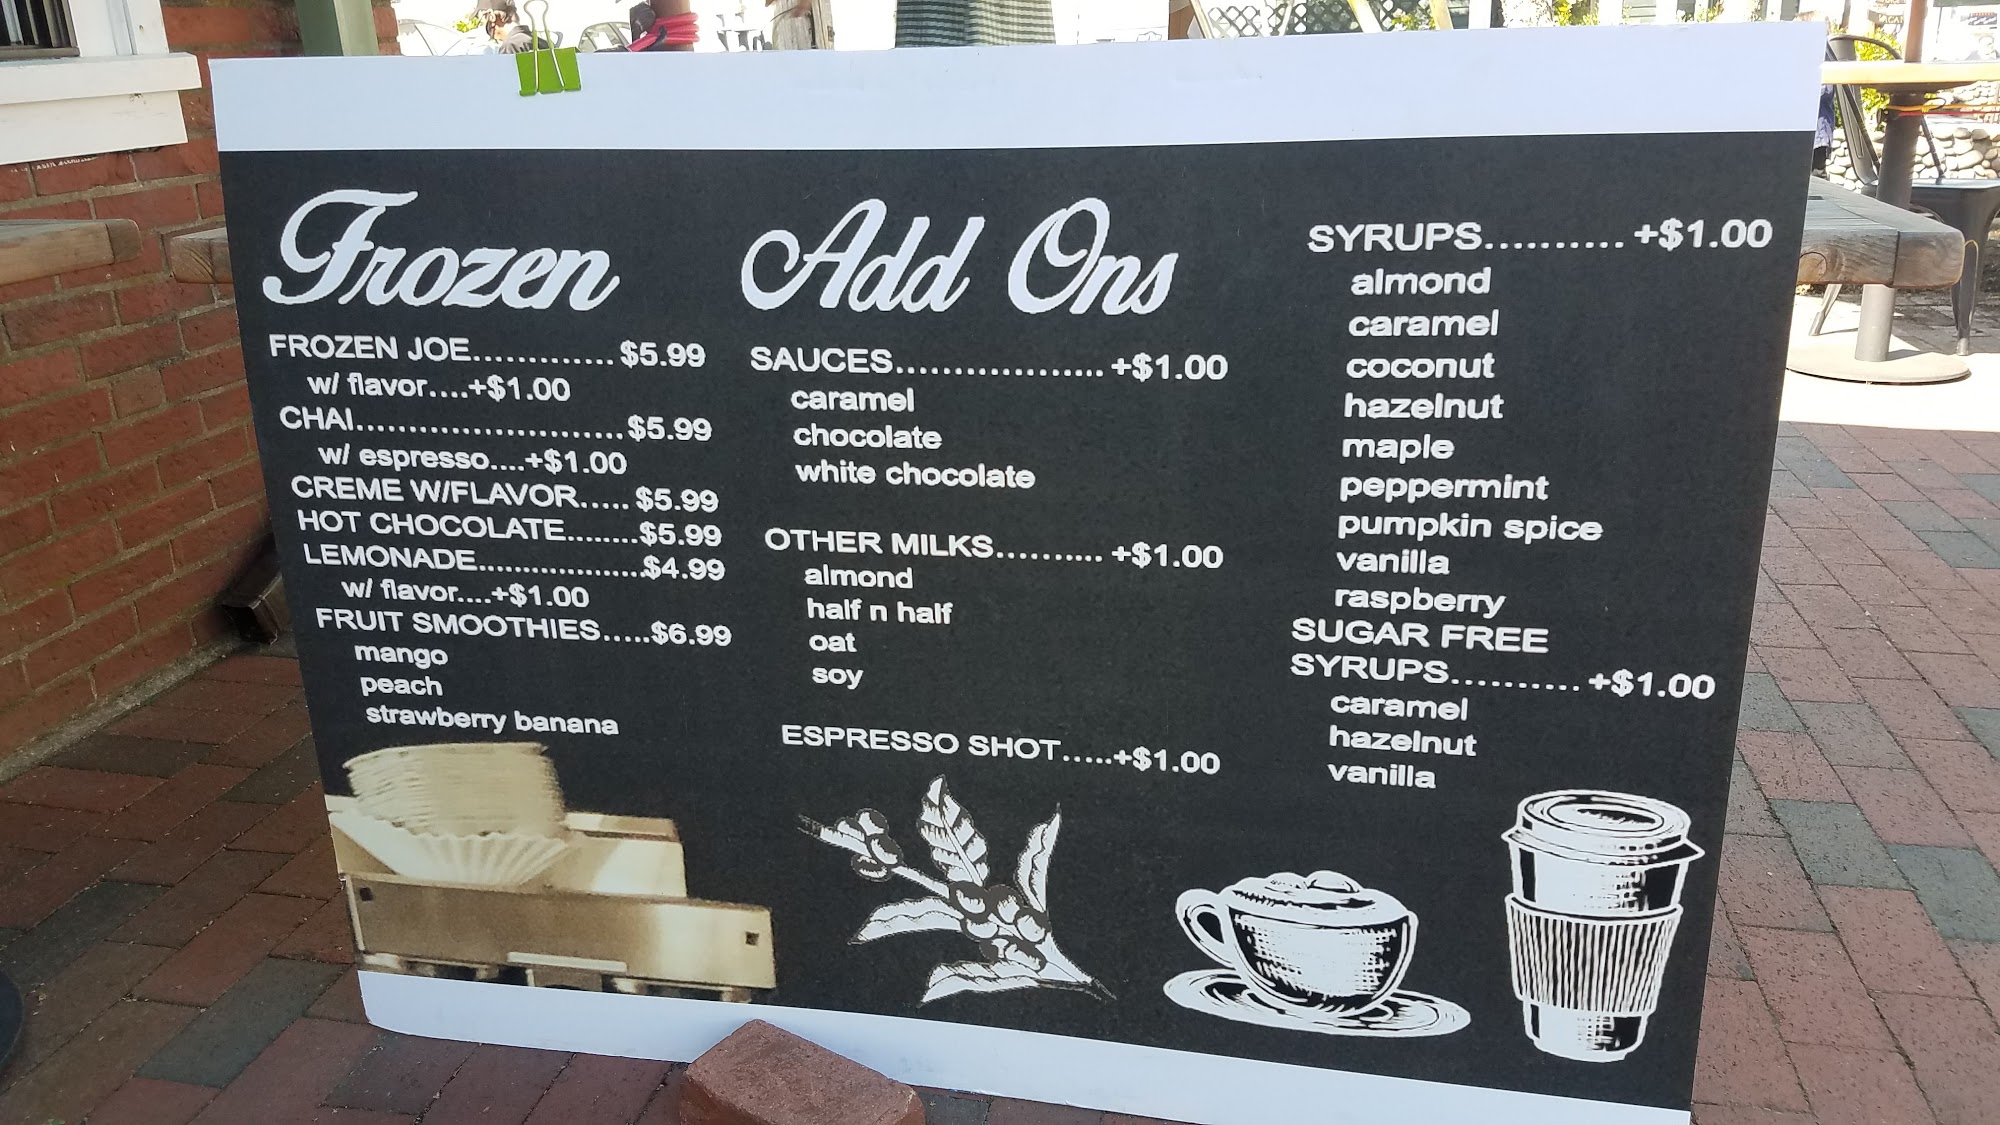 Frozen
FROZEN JOE.............$5.99
w/ flavor....+$1.00
CHAI..........................$5.99
w/ espresso....+$1.00
CREME W/FLAVOR.....$5.99
HOT CHOCOLATE........$5.99
LEMONADE....................$4.99
w/ flavor....+$1.00
FRUIT SMOOTHIES.....$6.99
mango
peach
strawberry banana
Add Ons
SAUCES...................+$1.00
caramel
chocolate
white chocolate
OTHER MILKS..........+$1.00
almond
half n half
oat
soy
ESPRESSO SHOT.....+$1.00
SYRUPS..........+$1.00
almond
caramel
coconut
hazelnut
maple
peppermint
pumpkin spice
vanilla
raspberry
SUGAR FREE
SYRUPS..........+$1.00
caramel
hazelnut
vanilla